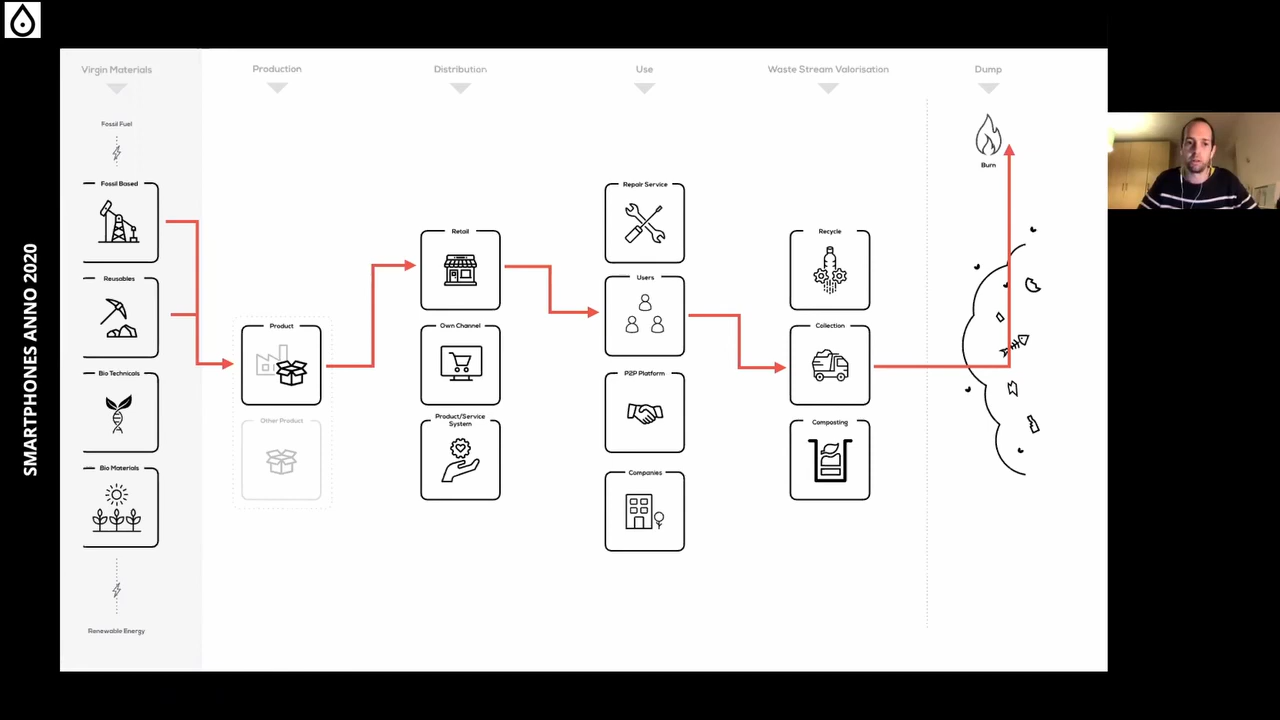 SMARTPHONES ANNO 2020
Virgin Materials
Production
Distribution
Use
Waste Stream Valorisation
Dump
Fossil Fuel
Fossil Based
Reusables
Bio Technicals
Bio Materials
Renewable Energy
Product
Other Product
Retail
Own Channel
Product/Service
System
Repair Service
Users
P2P Platform
Companies
Recycle
Collection
Composting
Burn